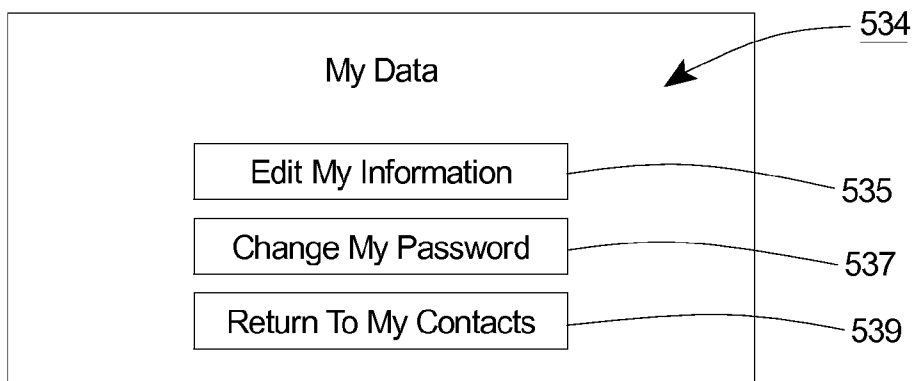 534
My Data
Edit My Information
535
Change My Password
537
Return To My Contacts
539